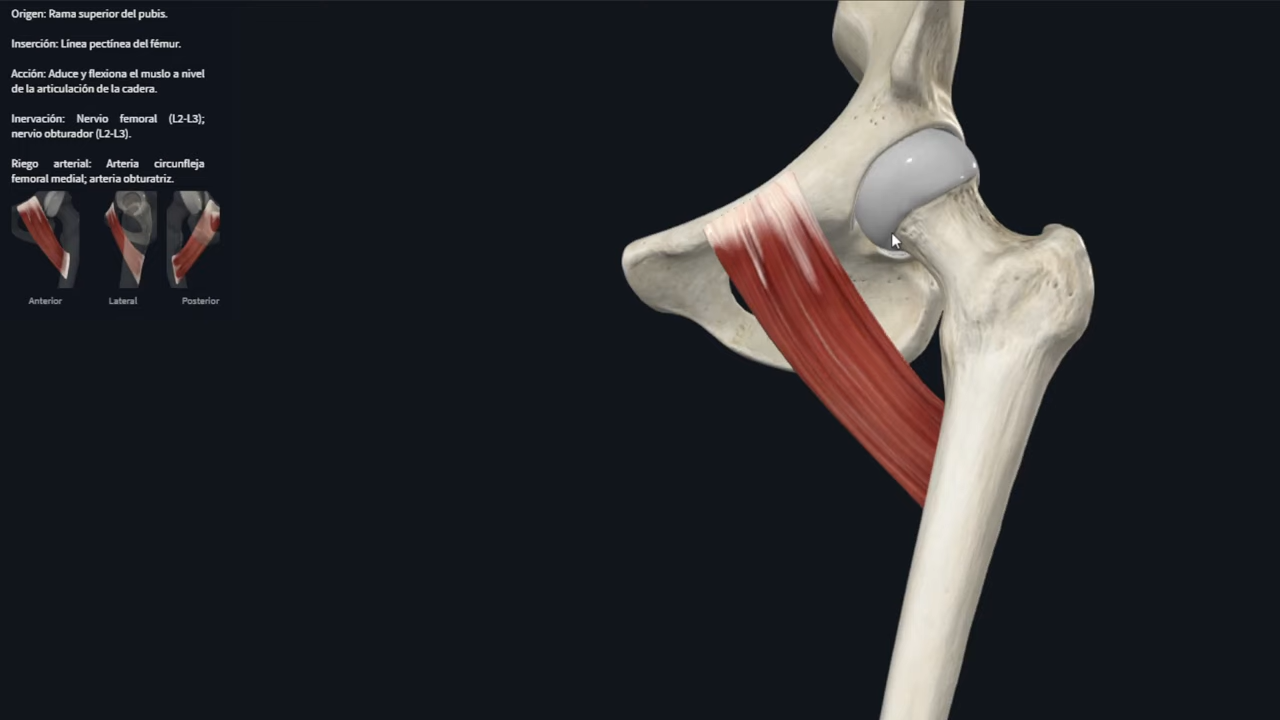 Origen: Rama superior del pubis.
Inserción: Línea pectínea del fémur.
Acción: Aduce y flexiona el muslo a nivel
de la articulación de la cadera.
Inervación: Nervio femoral (L2-L3);
nervio obturador (L2-L3).
Riego arterial: Arteria circunfleja
femoral medial; arteria obturatriz.
Anterior Lateral Posterior